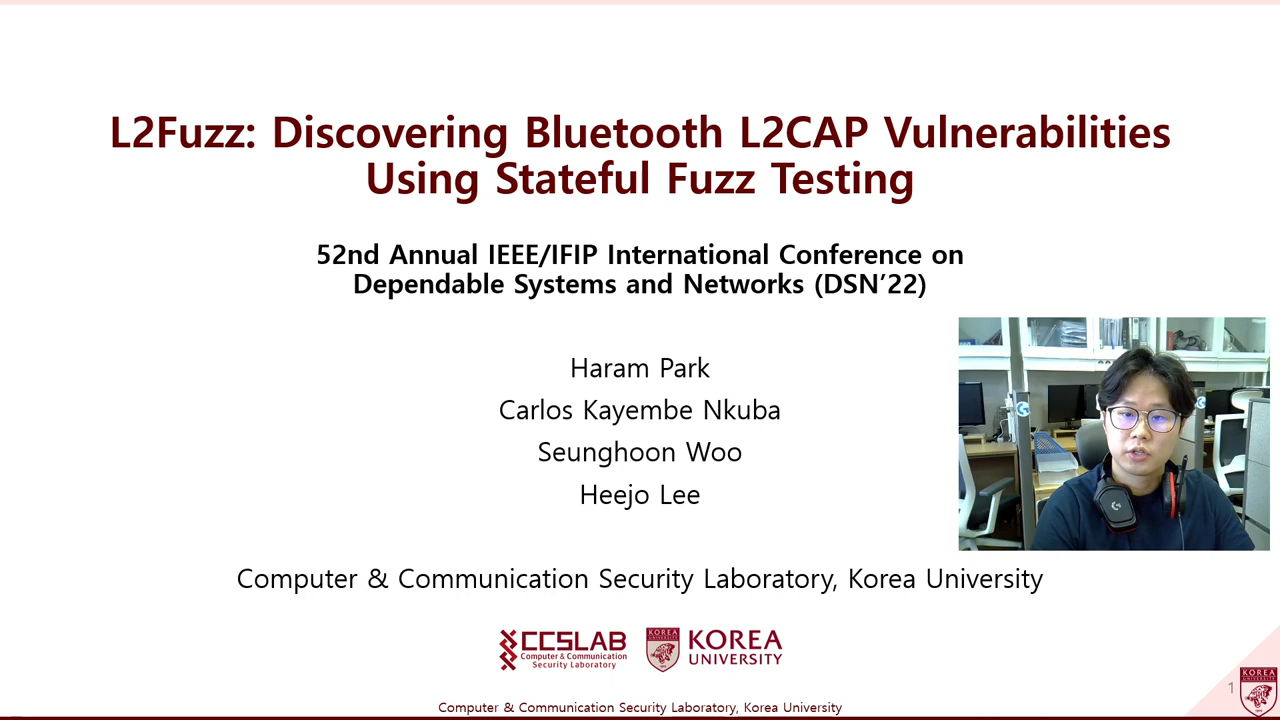 L2Fuzz: Discovering Bluetooth L2CAP Vulnerabilities
Using Stateful Fuzz Testing
52nd Annual IEEE/IFIP International Conference on
Dependable Systems and Networks (DSN’22)
Haram Park
Carlos Kayembe Nkuba
Seunghoon Woo
Heejo Lee
Computer & Communication Security Laboratory, Korea University
CCSLAB
Computer & Communication
Security Laboratory
KOREA
KOREA
UNIVERSITY
Computer & Communication Security Laboratory, Korea University
1
KOREA